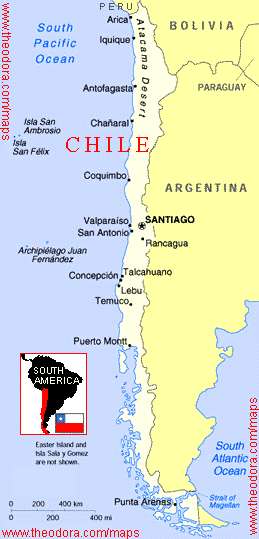 PERU
BOLIVIA
Arica
Iquique
South
Pacific
Ocean
Atacama Desert
PARAGUAY
Antofagasta
Isla San
Ambrosio
Chañaral
CHILE
Isla
San Félix
Coquimbo
ARGENTINA
Valparaíso
SANTIAGO
San Antonio
Rancagua
Archipiélago Juan
Fernández
Concepción
Talcahuano
Lebu
Temuco
Puerto Montt
SOUTH
AMERICA
Easter Island and
Isla Sala y Gomez
are not shown.
South
Atlantic
Ocean
0 200 400 km
0 200 400 mi
Punta Arenas
Strait of
Magellan
www.theodora.com/maps
www.theodora.com/maps
www.theodora.com/maps